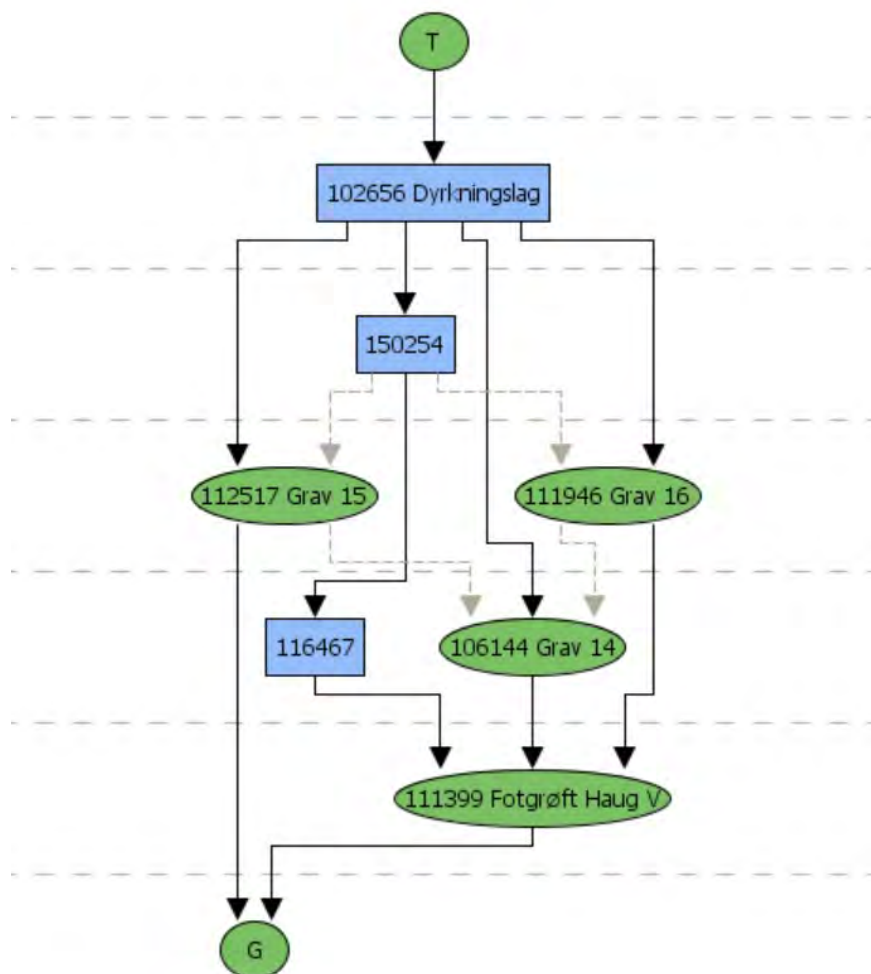 T
102656 Dyrkningslag
150254
112517 Grav 15
111946 Grav 16
116467
106144 Grav 14
111399 Fotgrøft Haug V
G